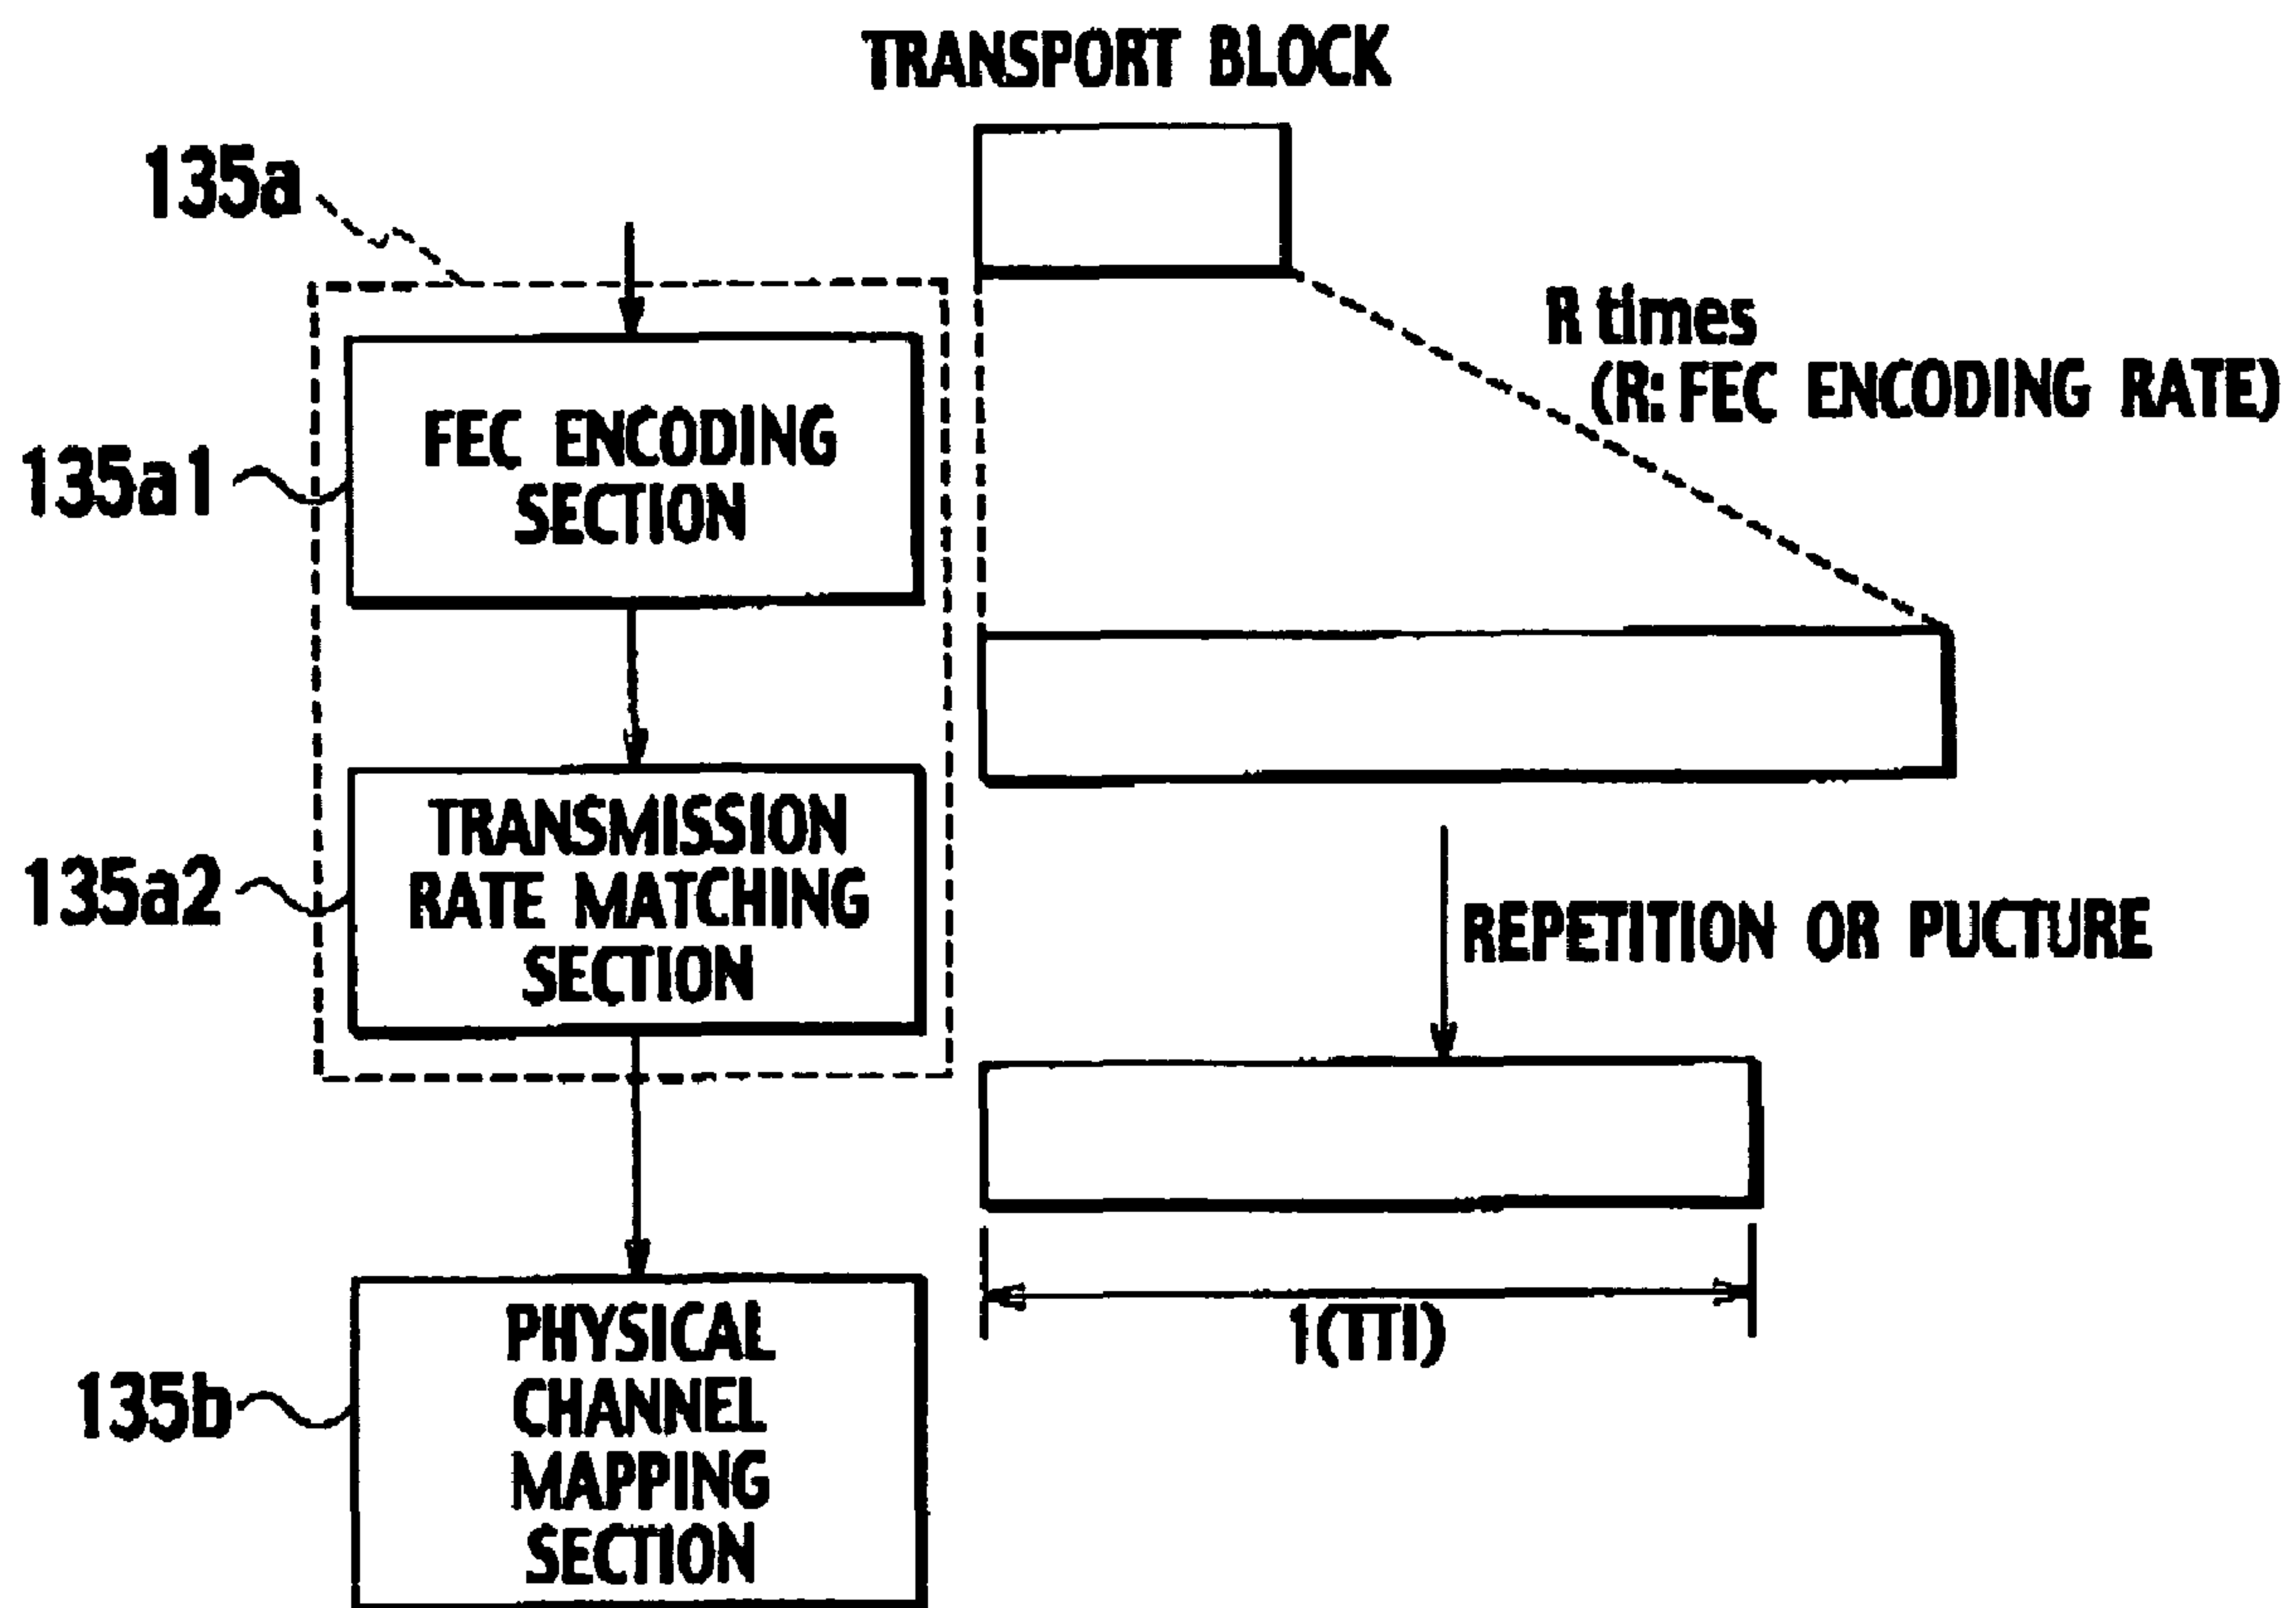 TRANSPORT BLOCK
135a
R times
(R: FEC ENCODING RATE)
135a1
FEC ENCODING
SECTION
135a2
TRANSMISSION
RATE MATCHING
SECTION
REPETITION OR PUCTURE
1(TTI)
135b
PHYSICAL
CHANNEL
MAPPING
SECTION